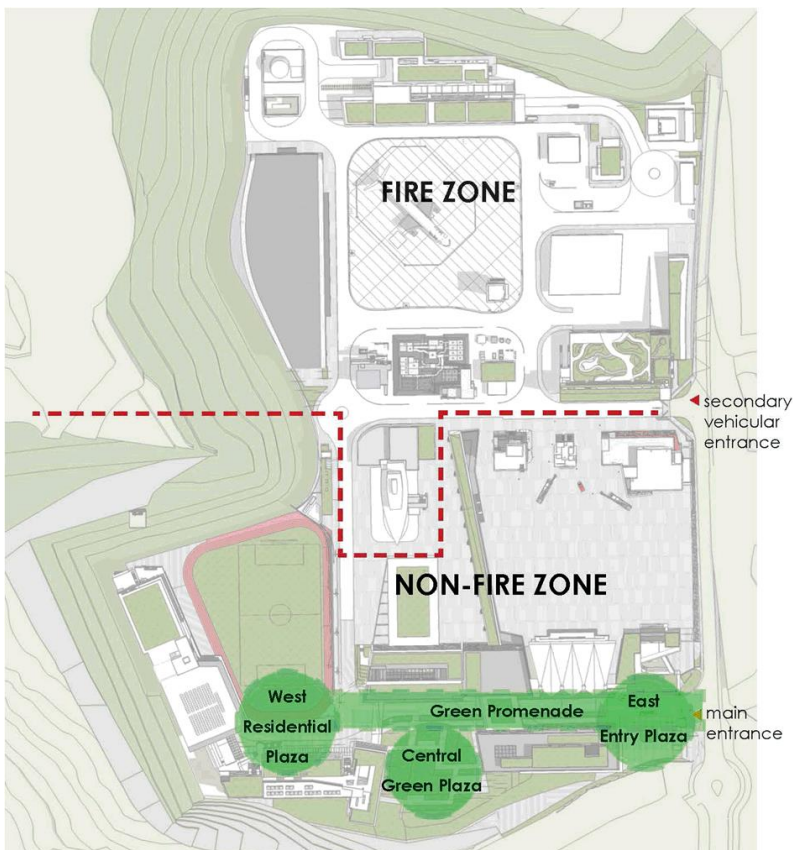 FIRE ZONE
secondary
vehicular
entrance
NON-FIRE ZONE
West
Residential
Plaza
Green Promenade
East
Entry Plaza
main
entrance
Central
Green Plaza